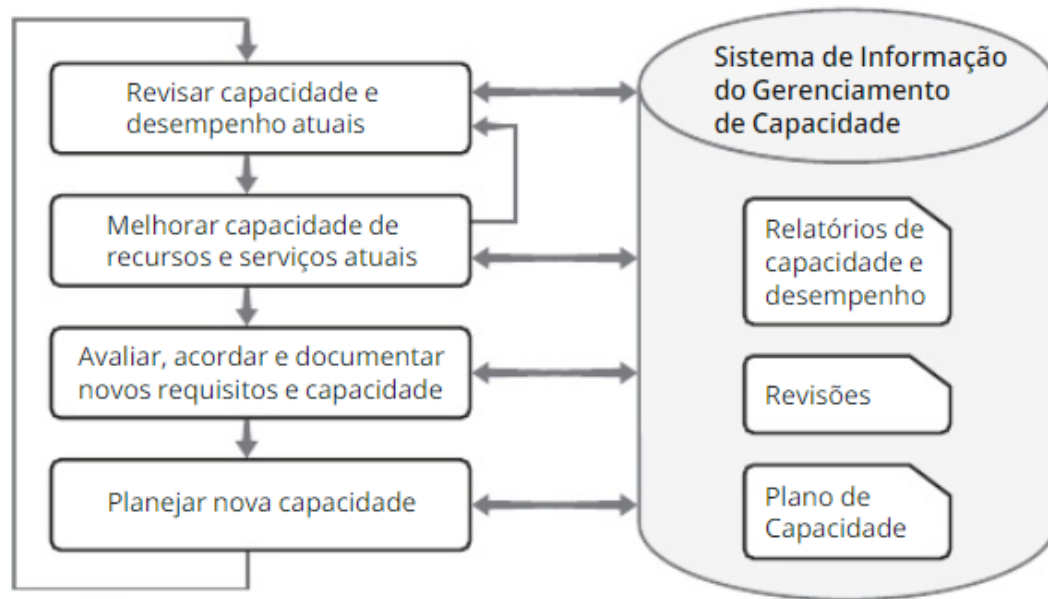 Revisar capacidade e
desempenho atuais
Melhorar capacidade de
recursos e serviços atuais
Avaliar, acordar e documentar
novos requisitos e capacidade
Planejar nova capacidade
Sistema de Informação
do Gerenciamento
de Capacidade
Relatórios de
capacidade e
desempenho
Revisões
Plano de
Capacidade